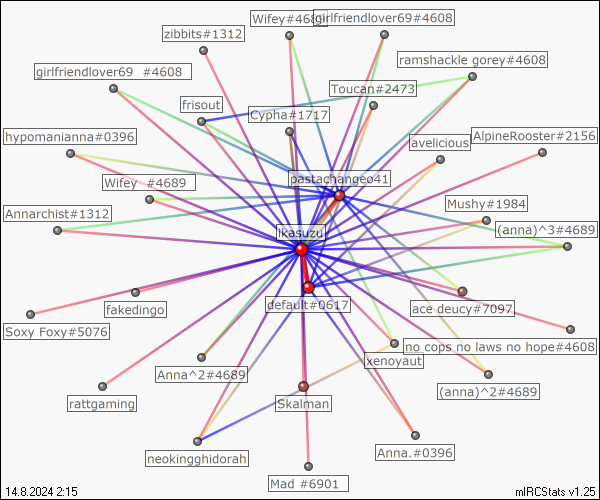 Wifey#4689
girlfriendlover69#4608
zibbits#1312
ramshackle gorey#4608
girlfriendlover69 #4608
Toucan#2473
frisout
Cypha#1717
hypomanianna#0396
avelicious
AlpineRooster#2156
pastachangeo41
Wifey #4689
Mushy#1984
Annarchist#1312
(anna)^3#4689
ikasuzu
default#0617
fakedingo
ace deucy#7097
Soxy Foxy#5076
no cops no laws no hope#4608
xenoyaut
Anna^2#4689
(anna)^2#4689
rattgaming
Skalman
neokingghidorah
Anna.#0396
Mad #6901
14.8.2024 2:15
mIRCStats v1.25